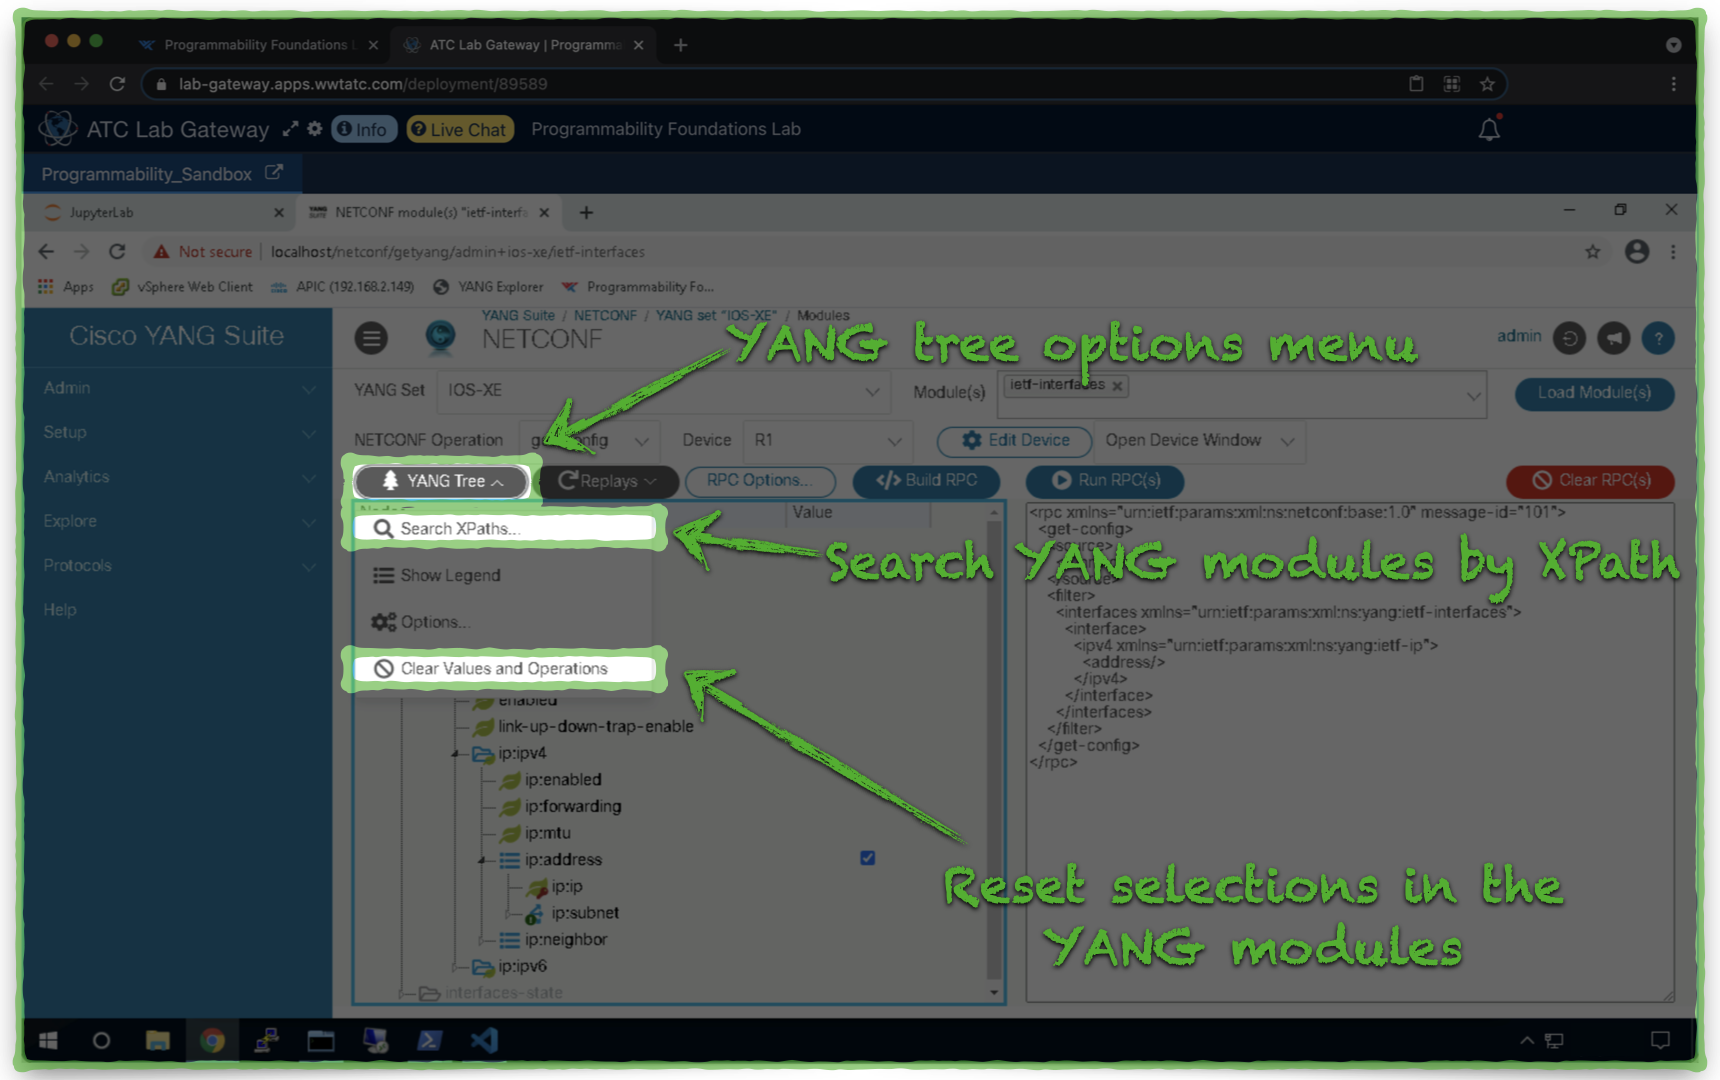 Programmability Foundations L
ATC Lab Gateway | Programma
lab-gateway.apps.wwtatc.com/deployment/89589
ATC Lab Gateway
Info
Live Chat
Programmability Foundations Lab
Programmability_Sandbox
JupyterLab
NETCONF module(s) "ietf-interfa
Not secure
localhost/netconf/getyang/admin+ios-xe/ietf-interfaces
Apps
vSphere Web Client
APIC (192.168.2.149)
YANG Explorer
Programmability Fo...
Cisco YANG Suite
YANG Suite / NETCONF / YANG set "IOS-XE" / Modules
NETCONF
admin
YANG tree options menu
Admin
Setup
Analytics
Explore
Protocols
Help
YANG Set
IOS-XE
Module(s)
ietf-interfaces
Load Module(s)
NETCONF Operation
Device
R1
Edit Device
Open Device Window
YANG Tree
Replays
RPC Options...
Build RPC
Run RPC(s)
Clear RPC(s)
Value
Search XPaths...
Show Legend
Options...
Clear Values and Operations
Search YANG modules by XPath
enabled
link-up-down-trap-enable
ip:ipv4
ip:enabled
ip:forwarding
ip:mtu
ip:address
ip:ip
ip:subnet
ip:neighbor
ip:ipv6
interfaces-state
<rpc xmlns="urn:ietf:params:xml:ns:netconf:base:1.0" message-id="101">
<get-config>
<source>
</source>
<filter>
<interfaces xmlns="urn:ietf:params:xml:ns:yang:ietf-interfaces">
<interface>
<ipv4 xmlns="urn:ietf:params:xml:ns:yang:ietf-ip">
<address/>
</ipv4>
</interface>
</interfaces>
</filter>
</get-config>
</rpc>
Reset selections in the
YANG modules